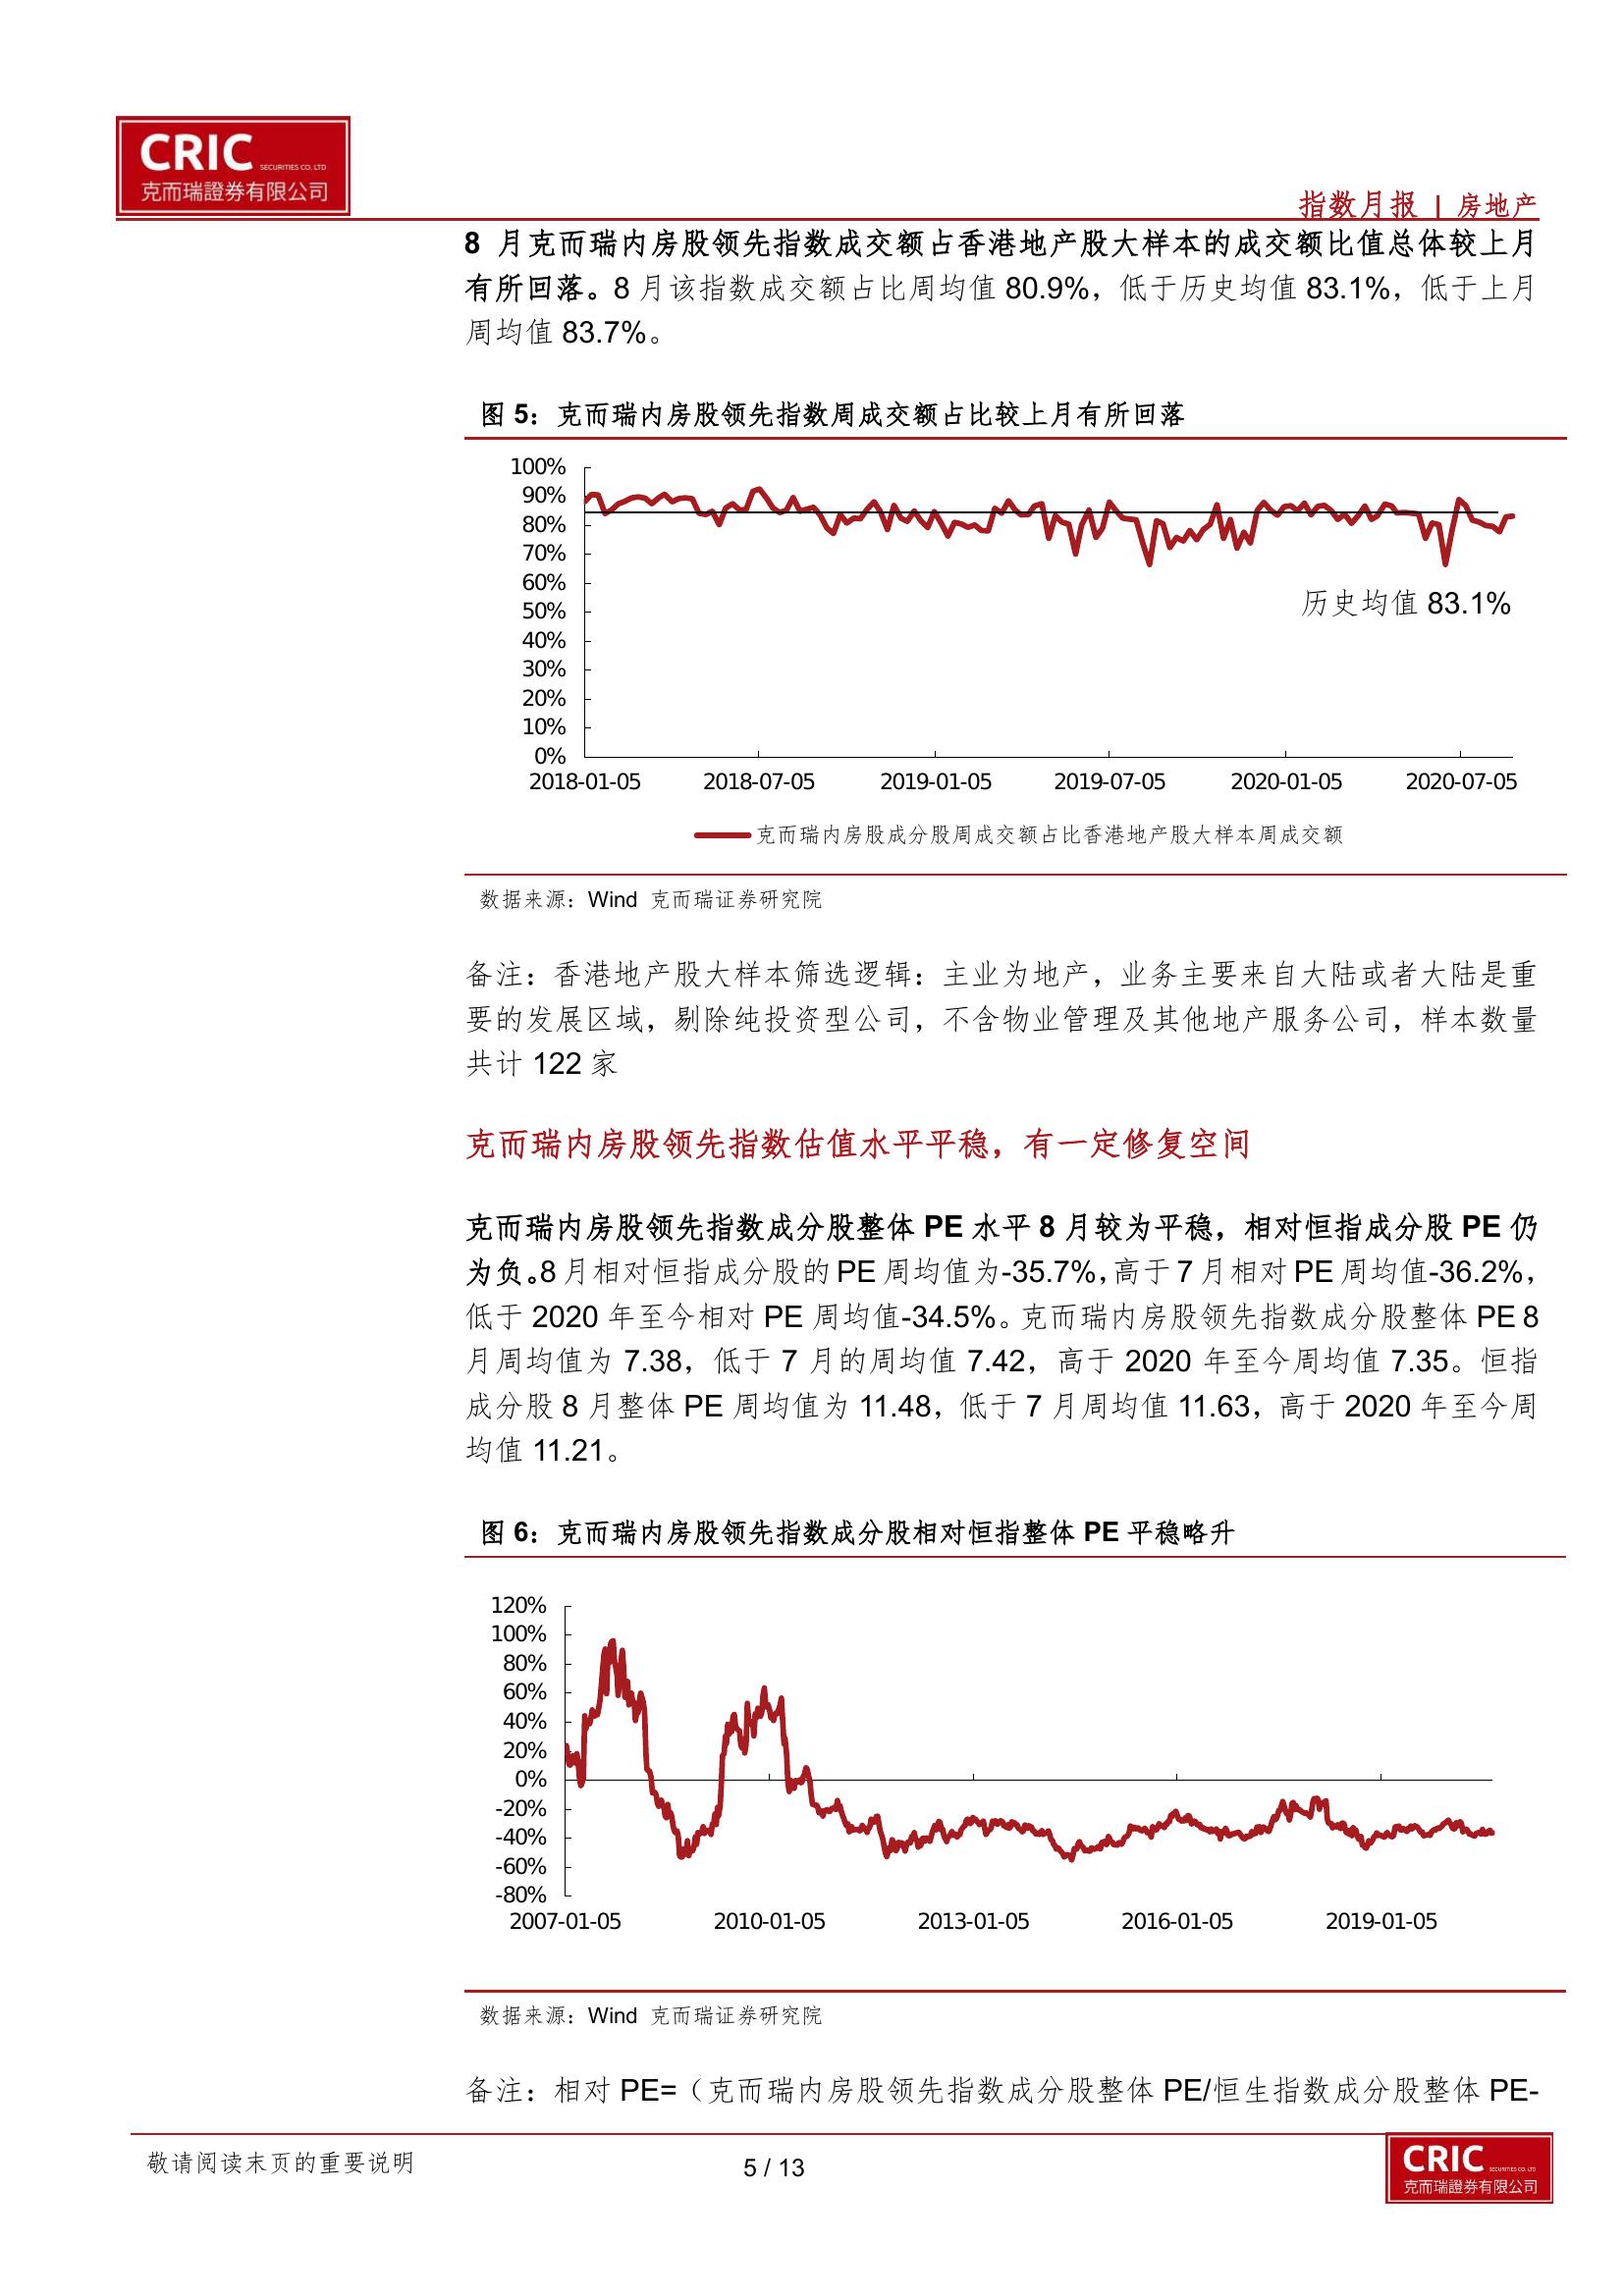 CRIC SECURITIES CO. LTD
克而瑞證券有限公司
指数月报 | 房地产
8 月克而瑞内房股领先指数成交额占香港地产股大样本的成交额比值总体较上月
有所回落。8 月该指数成交额占比周均值 80.9%，低于历史均值 83.1%，低于上月
周均值 83.7%。
图 5：克而瑞内房股领先指数周成交额占比较上月有所回落
100%
90%
80%
70%
60%
50%
40%
30%
20%
10%
0%
历史均值 83.1%
2018-01-05 2018-07-05 2019-01-05 2019-07-05 2020-01-05 2020-07-05
克而瑞内房股成分股周成交额占比香港地产股大样本周成交额
数据来源：Wind 克而瑞证券研究院
备注：香港地产股大样本筛选逻辑：主业为地产，业务主要来自大陆或者大陆是重
要的发展区域，剔除纯投资型公司，不含物业管理及其他地产服务公司，样本数量
共计 122 家
克而瑞内房股领先指数估值水平平稳，有一定修复空间
克而瑞内房股领先指数成分股整体 PE 水平 8 月较为平稳，相对恒指成分股 PE 仍
为负。8 月相对恒指成分股的 PE 周均值为-35.7%，高于 7 月相对 PE 周均值-36.2%，
低于 2020 年至今相对 PE 周均值-34.5%。克而瑞内房股领先指数成分股整体 PE 8
月周均值为 7.38，低于 7 月的周均值 7.42，高于 2020 年至今周均值 7.35。恒指
成分股 8 月整体 PE 周均值为 11.48，低于 7 月周均值 11.63，高于 2020 年至今周
均值 11.21。
图 6：克而瑞内房股领先指数成分股相对恒指整体 PE 平稳略升
120%
100%
80%
60%
40%
20%
0%
-20%
-40%
-60%
-80%
2007-01-05 2010-01-05 2013-01-05 2016-01-05 2019-01-05
数据来源：Wind 克而瑞证券研究院
备注：相对 PE=（克而瑞内房股领先指数成分股整体 PE/恒生指数成分股整体 PE-
敬请阅读末页的重要说明
5 / 13
CRIC SECURITIES CO. LTD
克而瑞證券有限公司